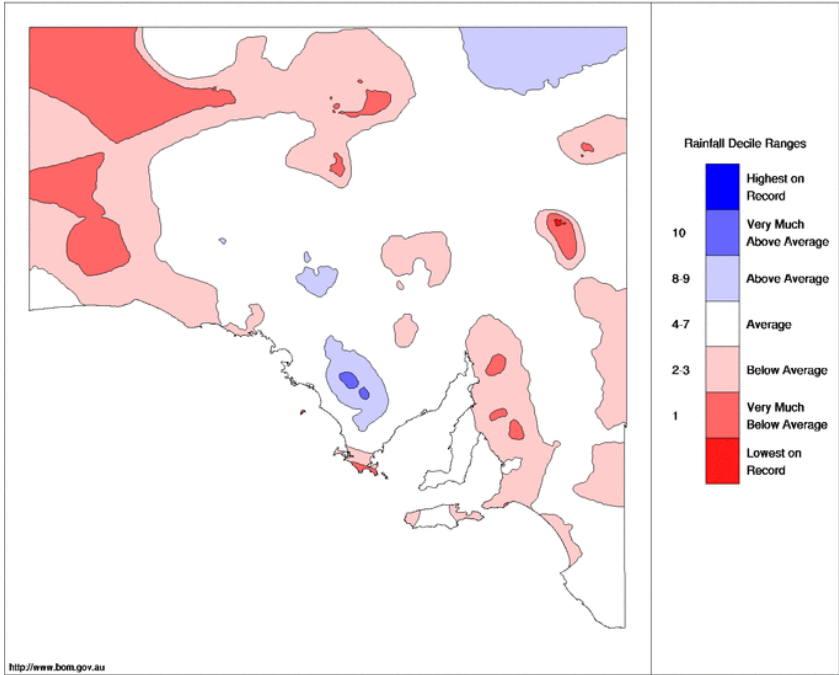 Rainfall Decile Ranges
Highest on
Record
10
Very Much
Above Average
8-9
Above Average
4-7
Average
2-3
Below Average
1
Very Much
Below Average
Lowest on
Record
http://www.bom.gov.au